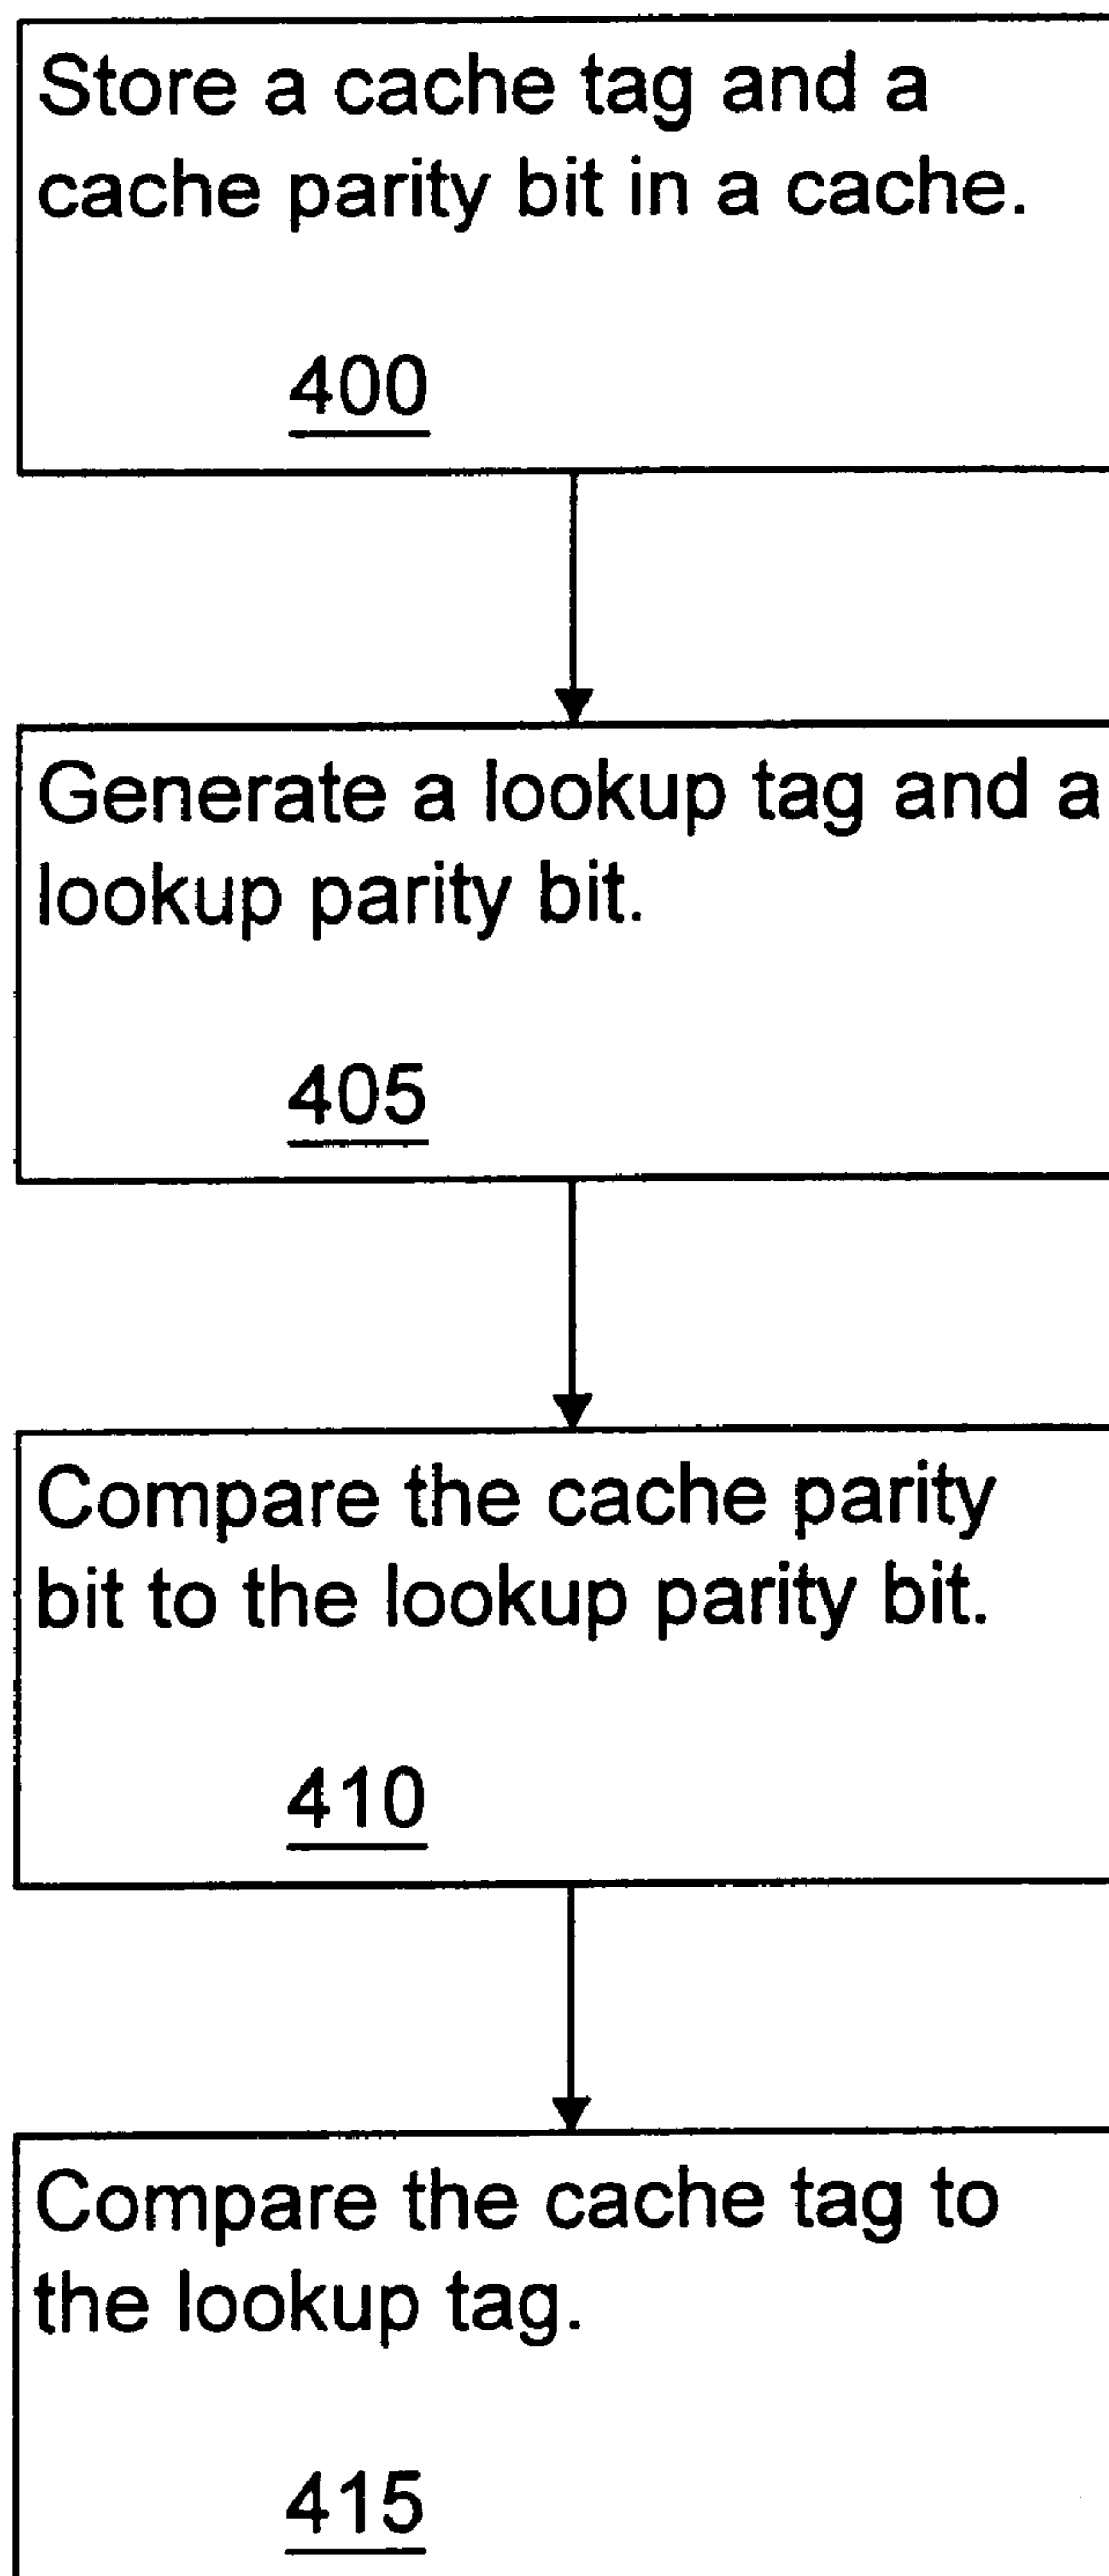 Store a cache tag and a
cache parity bit in a cache.
400
Generate a lookup tag and a
lookup parity bit.
405
Compare the cache parity
bit to the lookup parity bit.
410
Compare the cache tag to
the lookup tag.
415